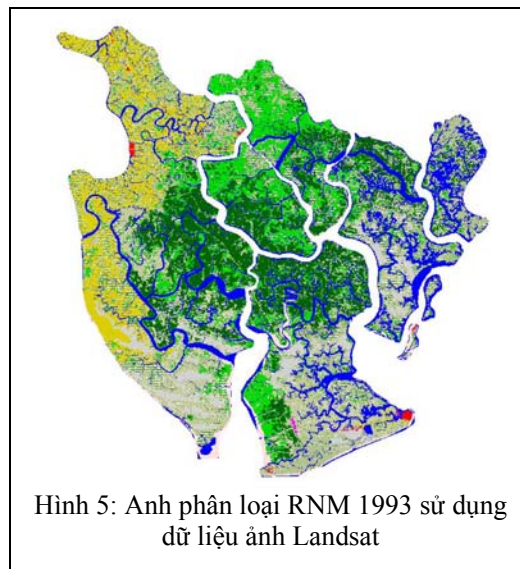 Hình 5: Anh phân loại RNM 1993 sử dụng
dữ liệu ảnh Landsat